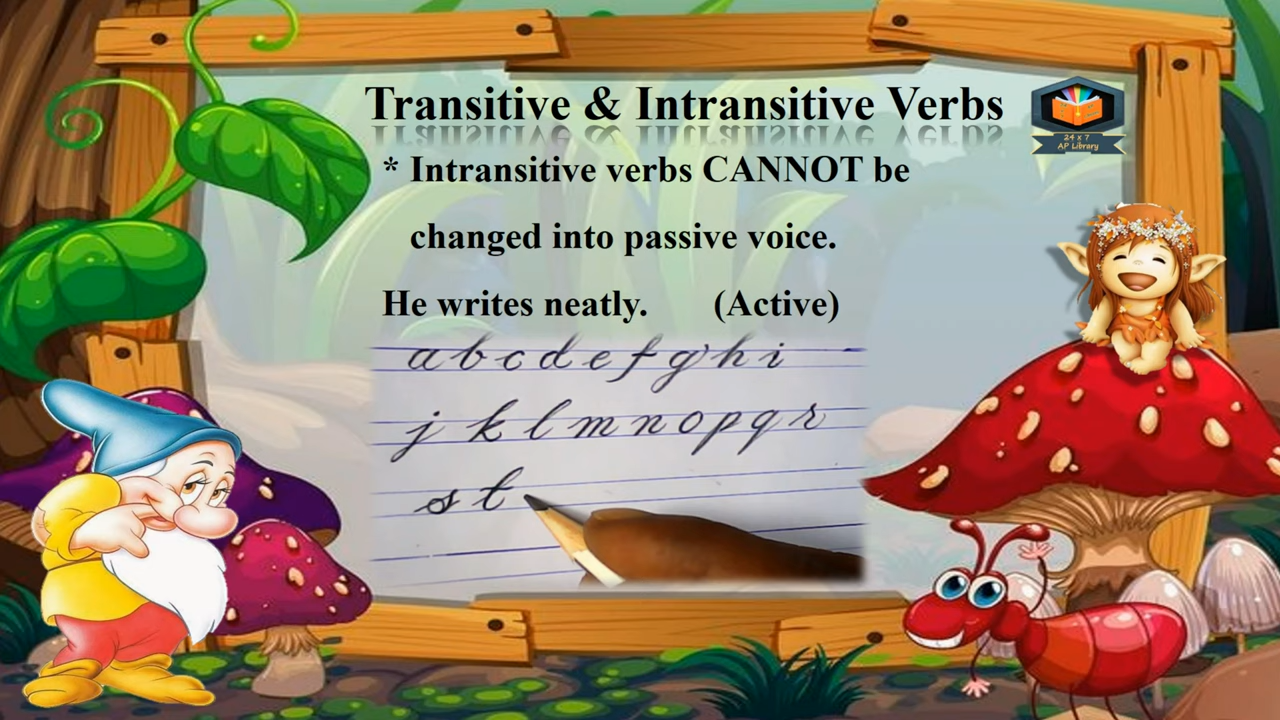 Transitive & Intransitive Verbs
24 x 7
AP Library
* Intransitive verbs CANNOT be
changed into passive voice.
He writes neatly. (Active)
a b c d e f g h i
j k l m n o p q r
s t